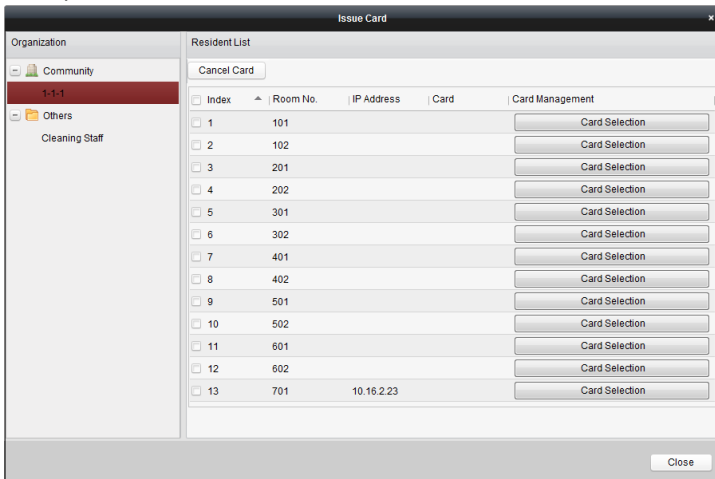 Issue Card ×
Organization Resident List
Community Cancel Card
1-1-1 Index Room No. IP Address Card Card Management
Others 1 101 Card Selection
Cleaning Staff 2 102 Card Selection
3 201 Card Selection
4 202 Card Selection
5 301 Card Selection
6 302 Card Selection
7 401 Card Selection
8 402 Card Selection
9 501 Card Selection
10 502 Card Selection
11 601 Card Selection
12 602 Card Selection
13 701 10.16.2.23 Card Selection
Close